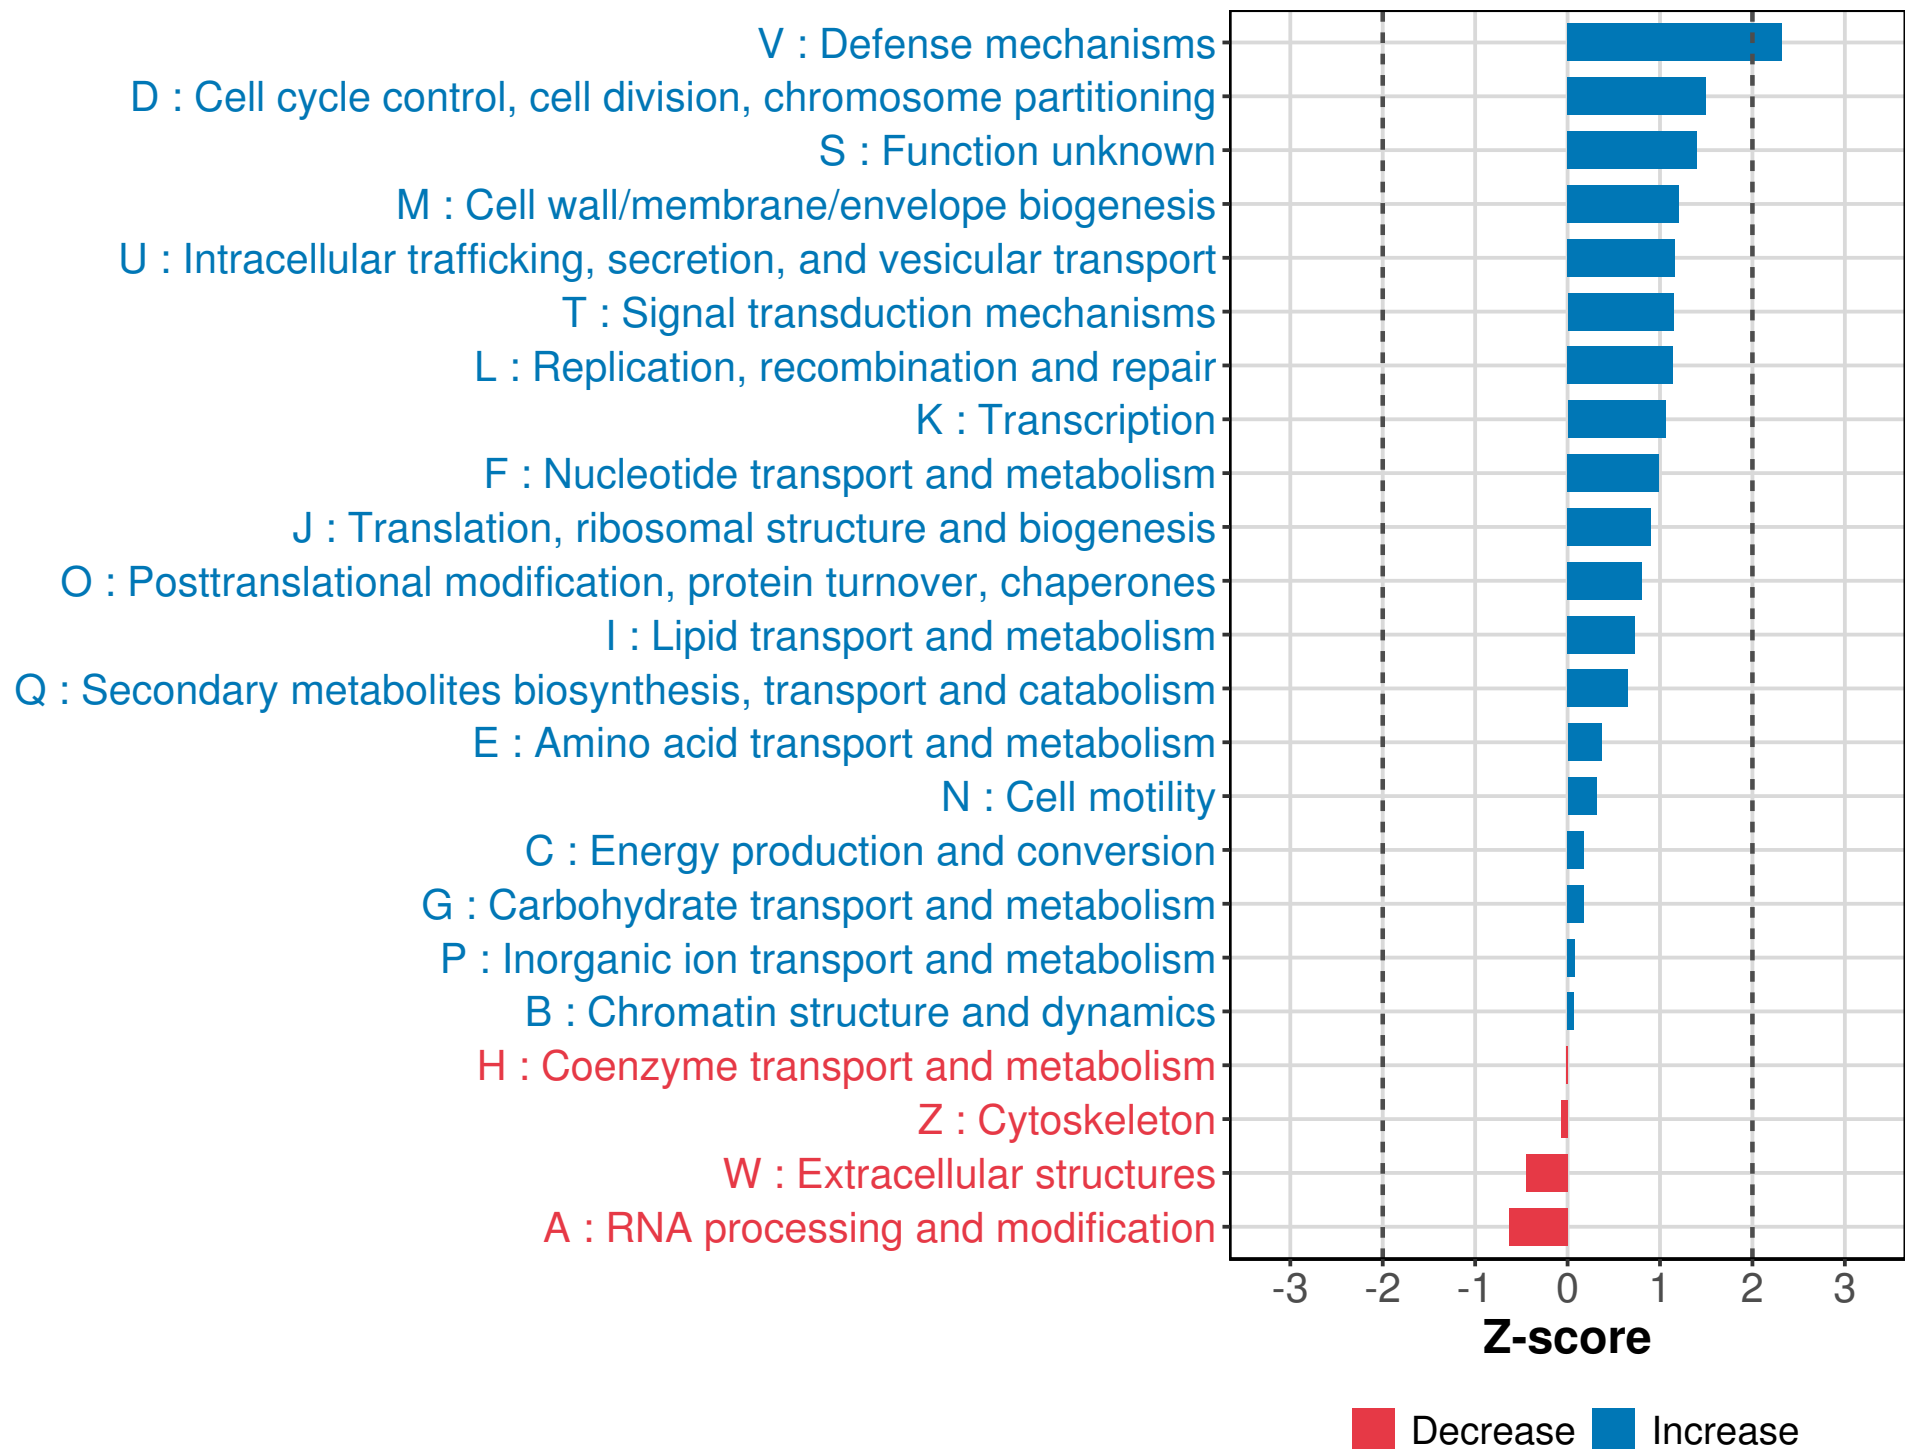 V : Defense mechanisms
D : Cell cycle control, cell division, chromosome partitioning
S : Function unknown
M : Cell wall/membrane/envelope biogenesis
U : Intracellular trafficking, secretion, and vesicular transport
T : Signal transduction mechanisms
L : Replication, recombination and repair
K : Transcription
F : Nucleotide transport and metabolism
J : Translation, ribosomal structure and biogenesis
O : Posttranslational modification, protein turnover, chaperones
I : Lipid transport and metabolism
Q : Secondary metabolites biosynthesis, transport and catabolism
E : Amino acid transport and metabolism
N : Cell motility
C : Energy production and conversion
G : Carbohydrate transport and metabolism
P : Inorganic ion transport and metabolism
B : Chromatin structure and dynamics
H : Coenzyme transport and metabolism
Z : Cytoskeleton
W : Extracellular structures
A : RNA processing and modification
-3 -2 -1 0 1 2 3
Z-score
Decrease Increase